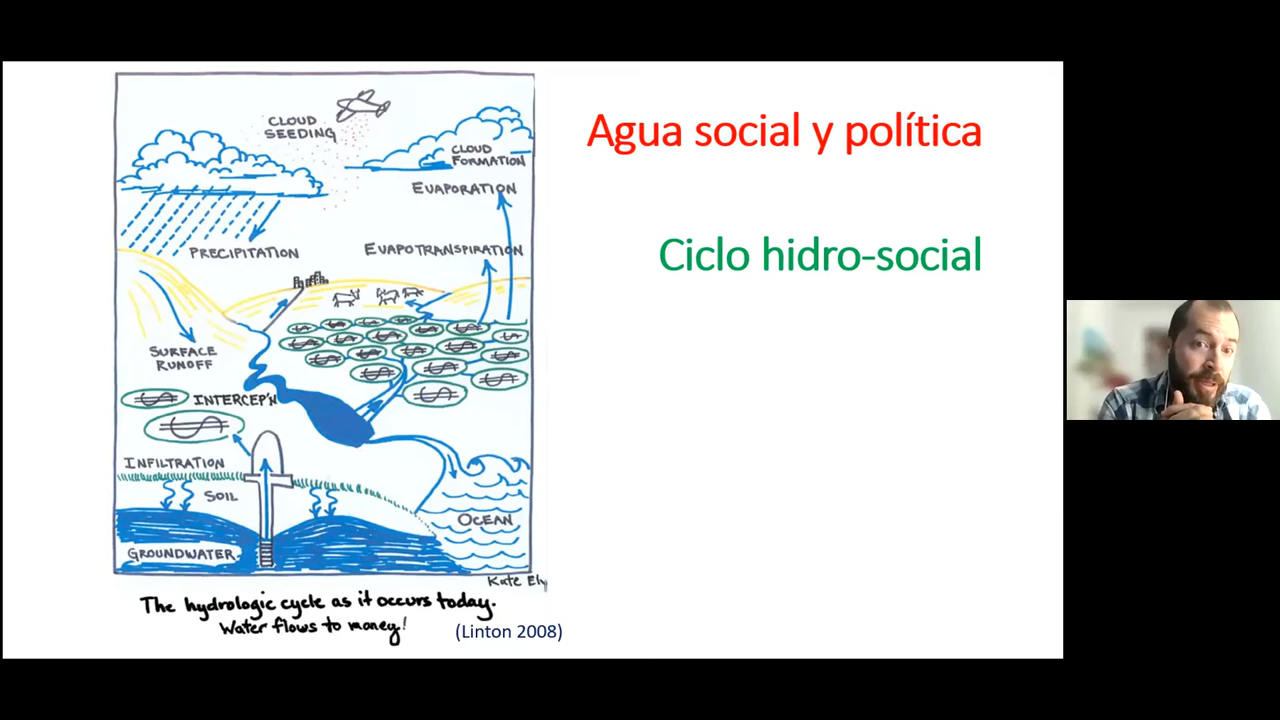 Agua social y política
Ciclo hidro-social
CLOUD
SEEDING
CLOUD
FORMATION
EVAPORATION
PRECIPITATION
EVAPOTRANSPIRATION
SURFACE
RUNOFF
INTERCEP'N
INFILTRATION
SOIL
OCEAN
GROUNDWATER
Kate Ely
The hydrologic cycle as it occurs today.
Water flows to money!
(Linton 2008)